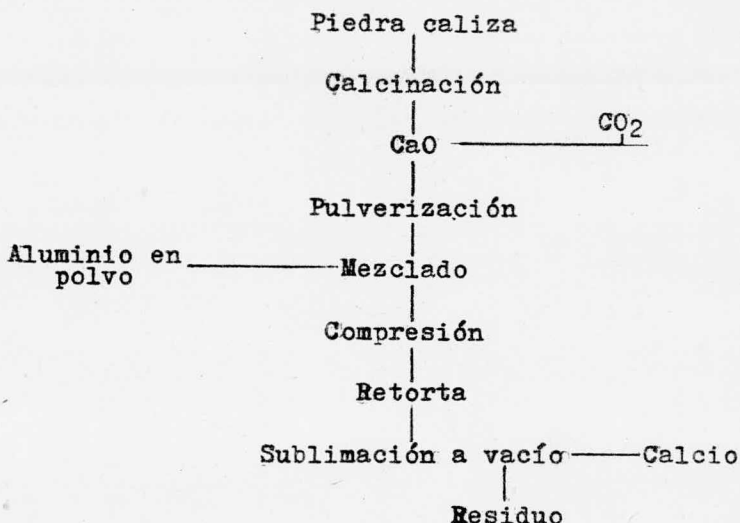 Piedra caliza
Calcinación
CO2
CaO
Pulverización
Aluminio en
polvo
Mezclado
Compresión
Retorta
Sublimación a vacío
Calcio
Residuo